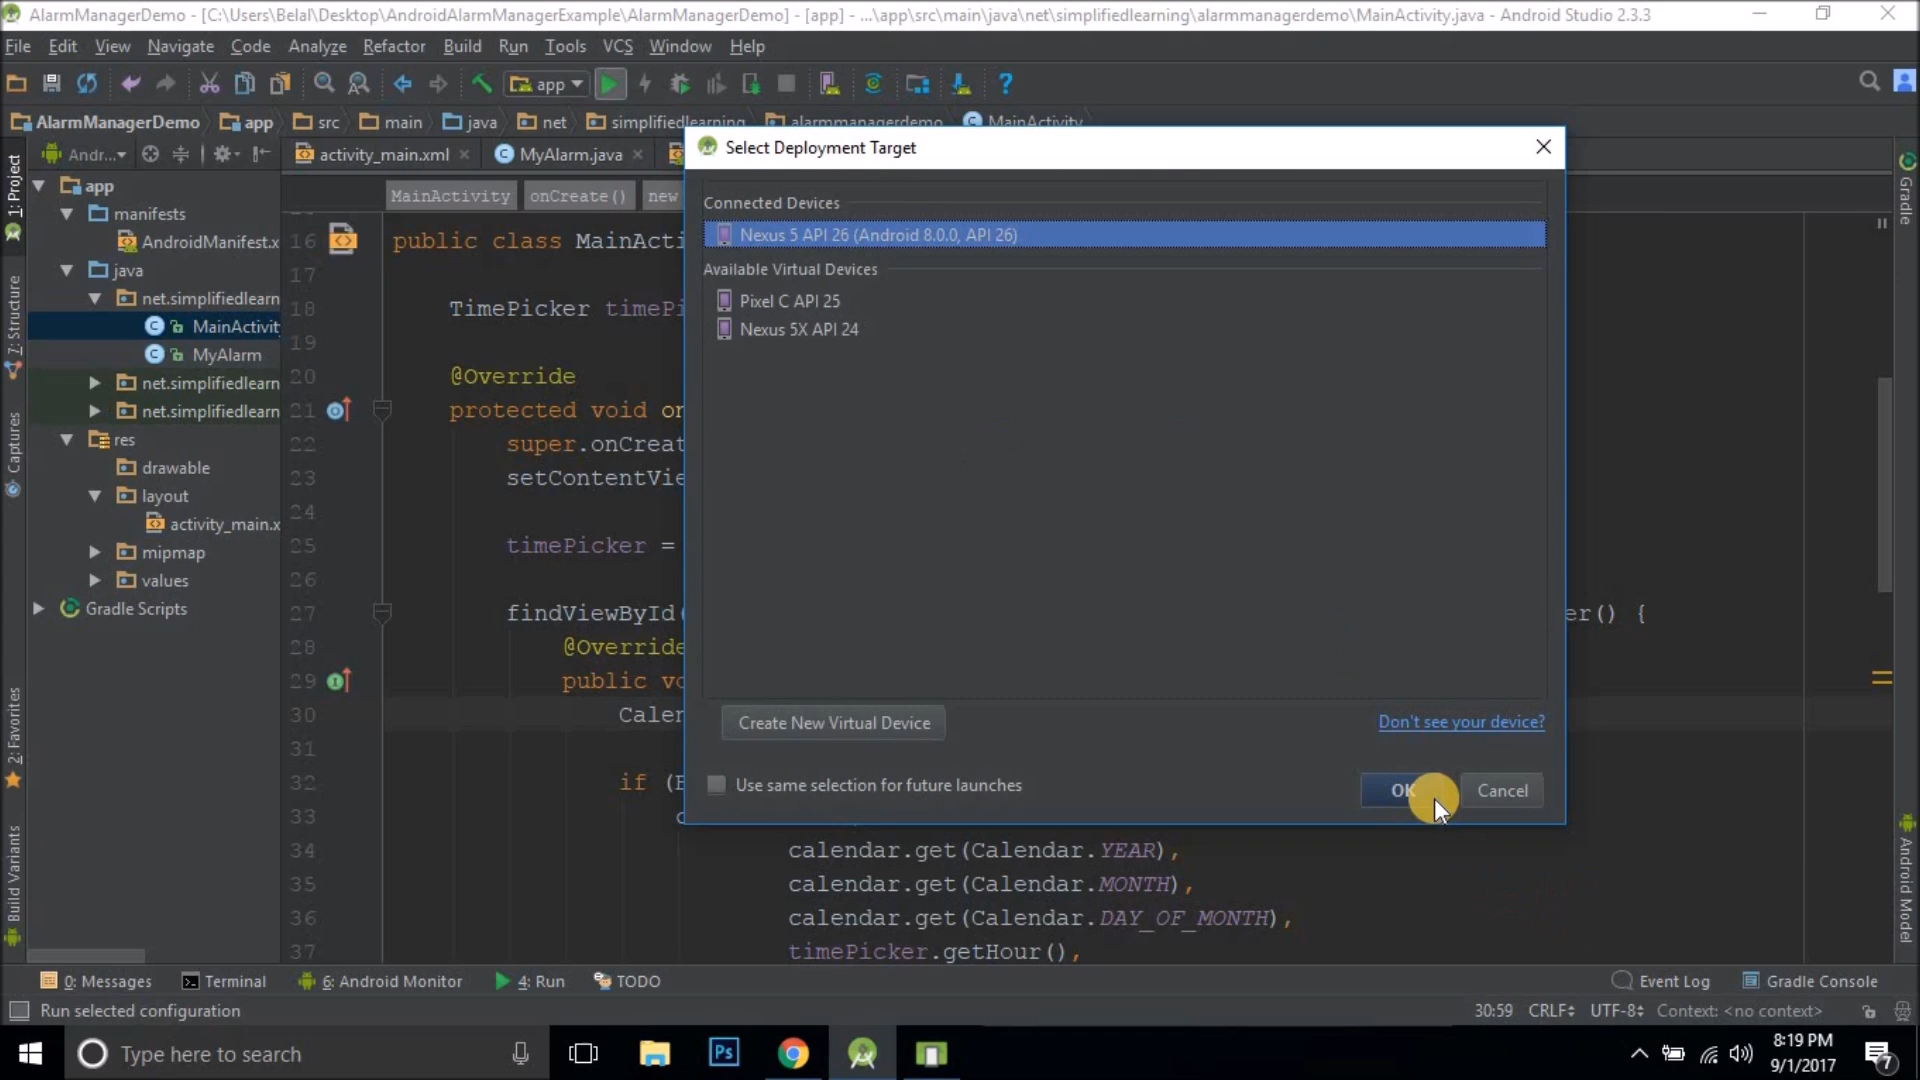 AlarmManagerDemo - [C:\Users\Belal\Desktop\AndroidAlarmManagerExample\AlarmManagerDemo] - [app] - ...\app\src\main\java\net\simplifiedlearning\alarmmanagerdemo\MainActivity.java - Android Studio 2.3.3
File Edit View Navigate Code Analyze Refactor Build Run Tools VCS Window Help
app
AlarmManagerDemo app src main java net simplifiedlearning alarmmanagerdemo MainActivity
Andr... activity_main.xml MyAlarm.java
Select Deployment Target
Connected Devices
Nexus 5 API 26 (Android 8.0.0, API 26)
Available Virtual Devices
Pixel C API 25
Nexus 5X API 24
Create New Virtual Device
Don't see your device?
Use same selection for future launches
OK
Cancel
1: Project
7: Structure
Captures
2: Favorites
Build Variants
app
manifests
AndroidManifest.x
java
net.simplifiedlearn
MainActivit
MyAlarm
net.simplifiedlearn
net.simplifiedlearn
res
drawable
layout
activity_main.x
mipmap
values
Gradle Scripts
MainActivity onCreate() new
16 public class MainActi
17
18 TimePicker timePi
19
20 @Override
21 protected void on
22 super.onCreat
23 setContentVie
24
25 timePicker =
26
27 findViewById( er() {
28 @Override
29 public vo
30 Calen
31
32 if (
33 c
34 calendar.get(Calendar.YEAR),
35 calendar.get(Calendar.MONTH),
36 calendar.get(Calendar.DAY_OF_MONTH),
37 timePicker.getHour(),
Gradle
Android Model
0: Messages Terminal 6: Android Monitor 4: Run TODO Event Log Gradle Console
Run selected configuration 30:59 CRLF UTF-8 Context: <no context>
Type here to search
Ps
8:19 PM
9/1/2017
7